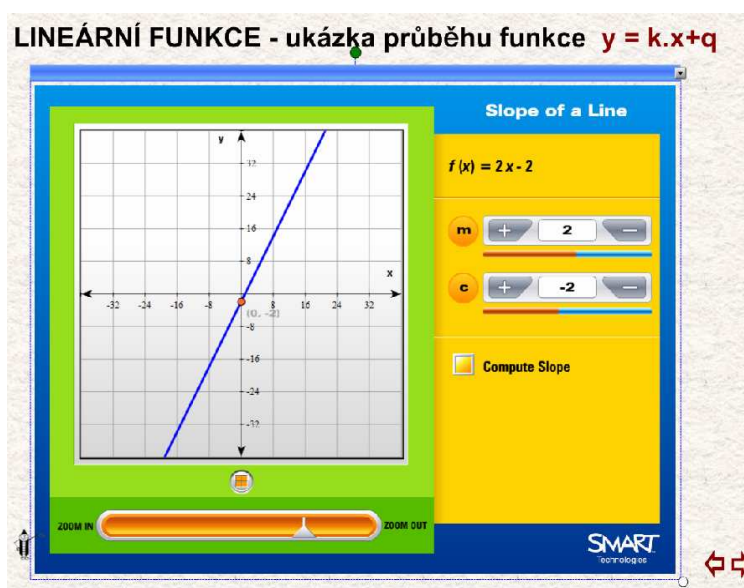 LINEÁRNÍ FUNKCE - ukázka průběhu funkce y = k.x+q
Slope of a Line
f (x) = 2 x - 2
m + 2 −
c + -2 −
Compute Slope
y
32
24
16
8
x
-32 -24 -16 -8 8 16 24 32
(0, -2)
-8
-16
-24
-32
ZOOM IN ZOOM OUT
SMART
Technologies